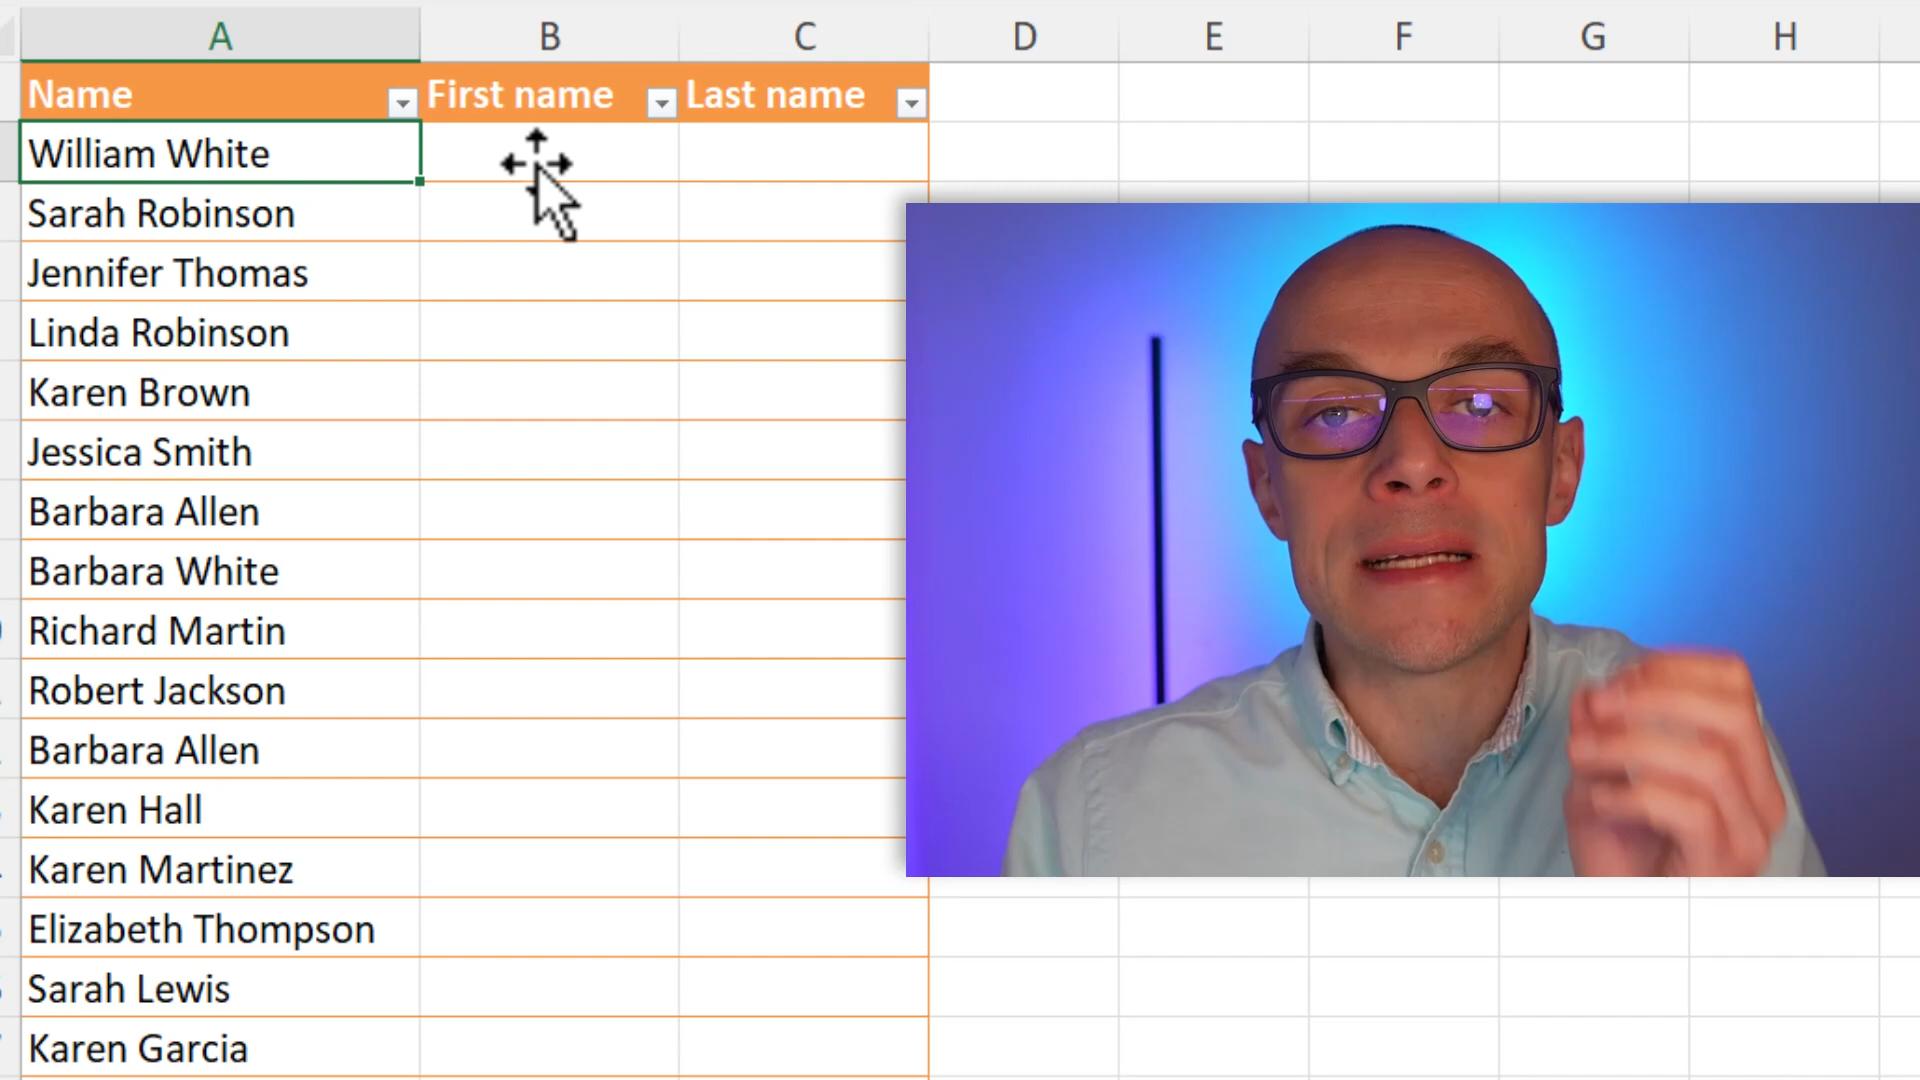 A B C D E F G H
Name First name Last name
William White
Sarah Robinson
Jennifer Thomas
Linda Robinson
Karen Brown
Jessica Smith
Barbara Allen
Barbara White
Richard Martin
Robert Jackson
Barbara Allen
Karen Hall
Karen Martinez
Elizabeth Thompson
Sarah Lewis
Karen Garcia